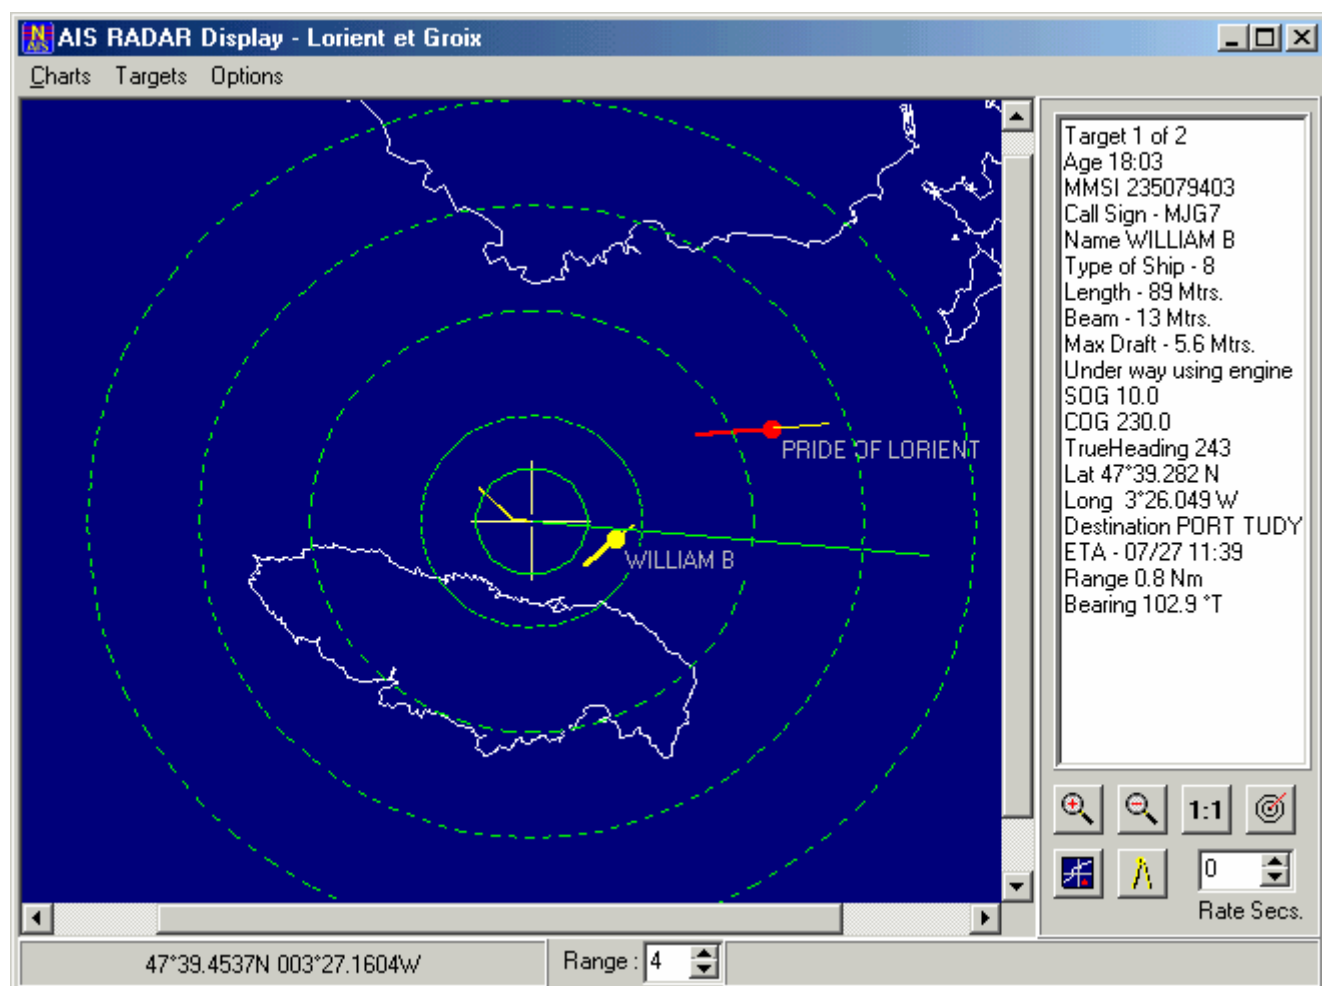 N AIS AIS RADAR Display - Lorient et Groix
Charts Targets Options
PRIDE OF LORIENT
WILLIAM B
Target 1 of 2
Age 18:03
MMSI 235079403
Call Sign - MJG7
Name WILLIAM B
Type of Ship - 8
Length - 89 Mtrs.
Beam - 13 Mtrs.
Max Draft - 5.6 Mtrs.
Under way using engine
SOG 10.0
COG 230.0
TrueHeading 243
Lat 47°39.282 N
Long 3°26.049 W
Destination PORT TUDY
ETA - 07/27 11:39
Range 0.8 Nm
Bearing 102.9 °T
1:1
0
Rate Secs.
47°39.4537N 003°27.1604W
Range : 4